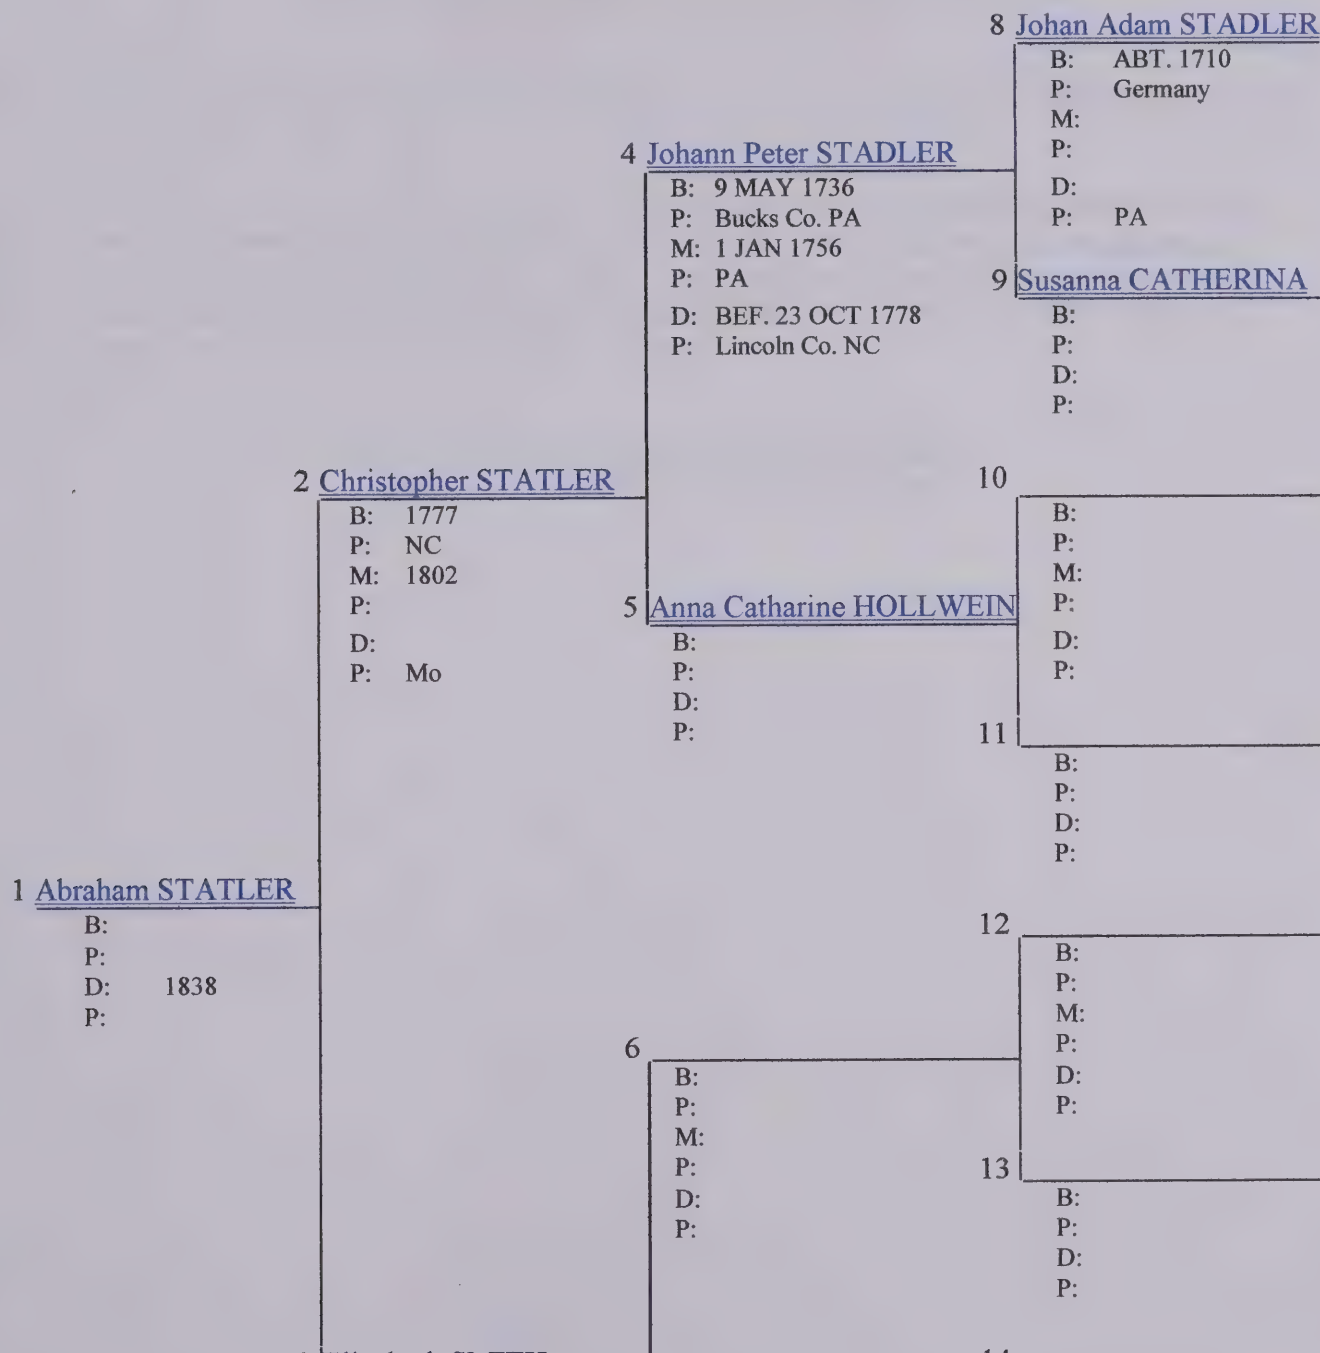 8 Johan Adam STADLER
B: ABT. 1710
P: Germany
M:
P:
D:
P: PA
4 Johann Peter STADLER
B: 9 MAY 1736
P: Bucks Co. PA
M: 1 JAN 1756
P: PA
D: BEF. 23 OCT 1778
P: Lincoln Co. NC
9 Susanna CATHERINA
B:
P:
D:
P:
2 Christopher STATLER
B: 1777
P: NC
M: 1802
P:
D:
P: Mo
10
B:
P:
M:
P:
D:
P:
5 Anna Catharine HOLLWEIN
B:
P:
D:
P:
11
B:
P:
D:
P:
1 Abraham STATLER
B:
P:
D: 1838
P:
12
B:
P:
M:
P:
D:
P:
6
B:
P:
M:
P:
D:
P:
13
B:
P:
D:
P: